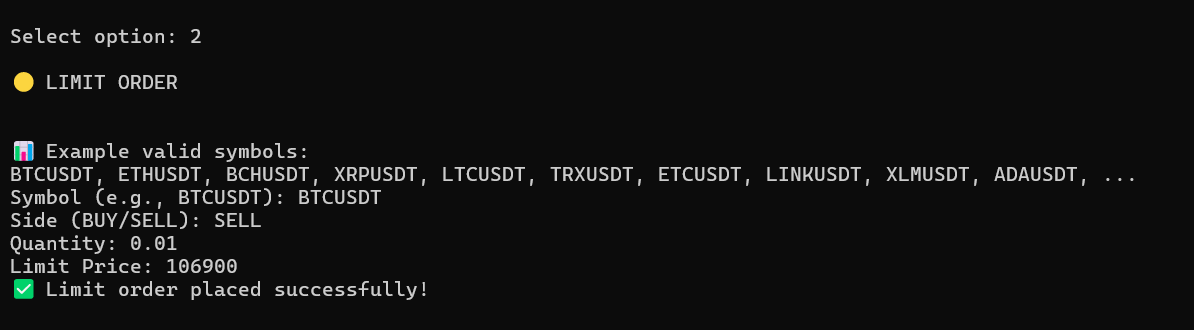 Select option: 2
🟡 LIMIT ORDER
📊 Example valid symbols:
BTCUSDT, ETHUSDT, BCHUSDT, XRPUSDT, LTCUSDT, TRXUSDT, ETCUSDT, LINKUSDT, XLMUSDT, ADAUSDT, ...
Symbol (e.g., BTCUSDT): BTCUSDT
Side (BUY/SELL): SELL
Quantity: 0.01
Limit Price: 106900
✅ Limit order placed successfully!